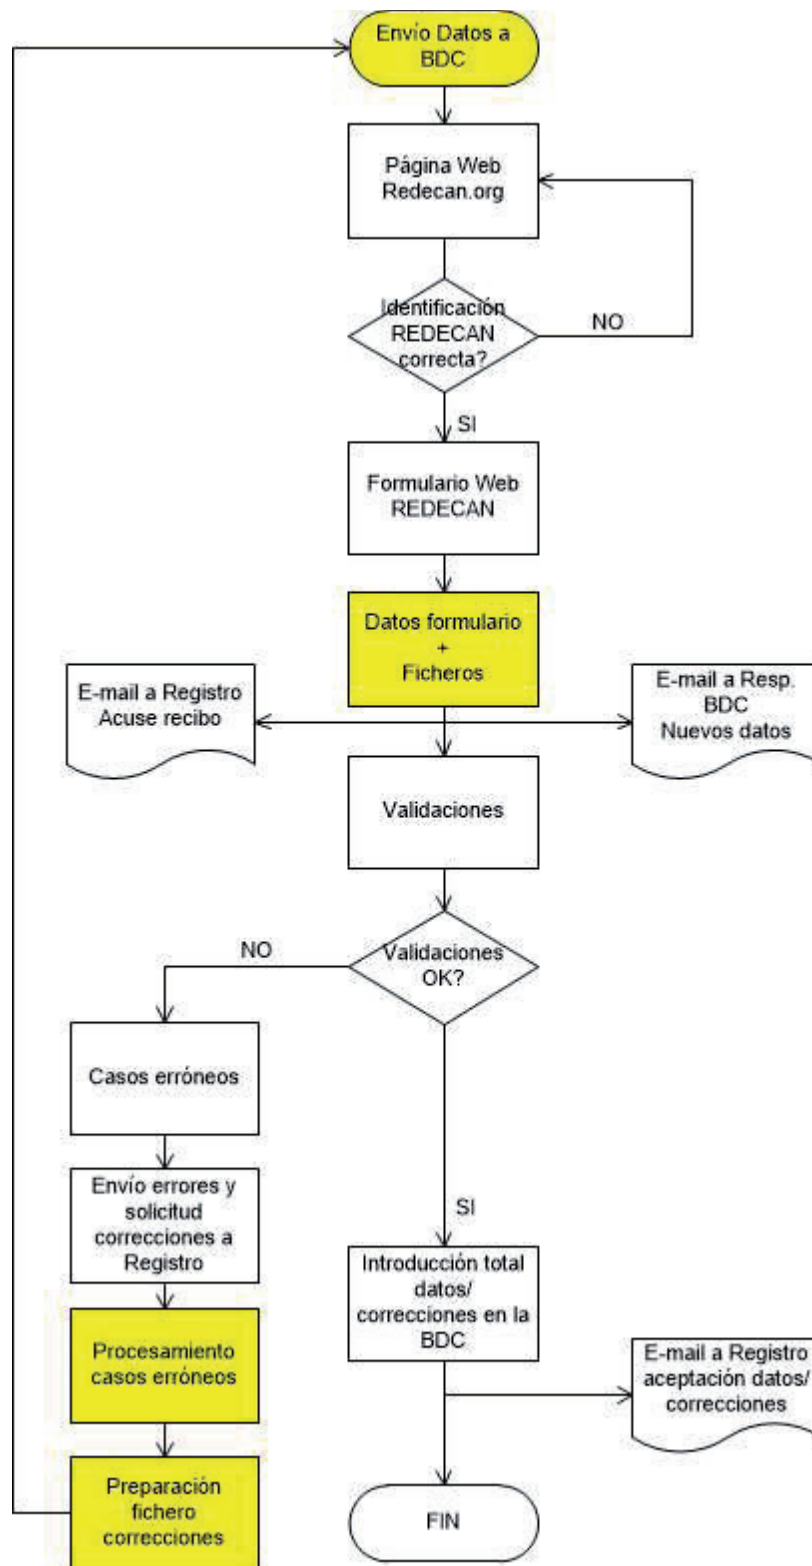 Envío Datos a
BDC
Página Web
Redecan.org
Identificación
REDECAN
correcta?
NO
SI
Formulario Web
REDECAN
Datos formulario
+
Ficheros
E-mail a Registro
Acuse recibo
E-mail a Resp.
BDC
Nuevos datos
Validaciones
Validaciones
OK?
NO
Casos erróneos
Envío errores y
solicitud
correcciones a
Registro
Procesamiento
casos erróneos
Preparación
fichero
correcciones
SI
Introducción total
datos/
correcciones en la
BDC
E-mail a Registro
aceptación datos/
correcciones
FIN